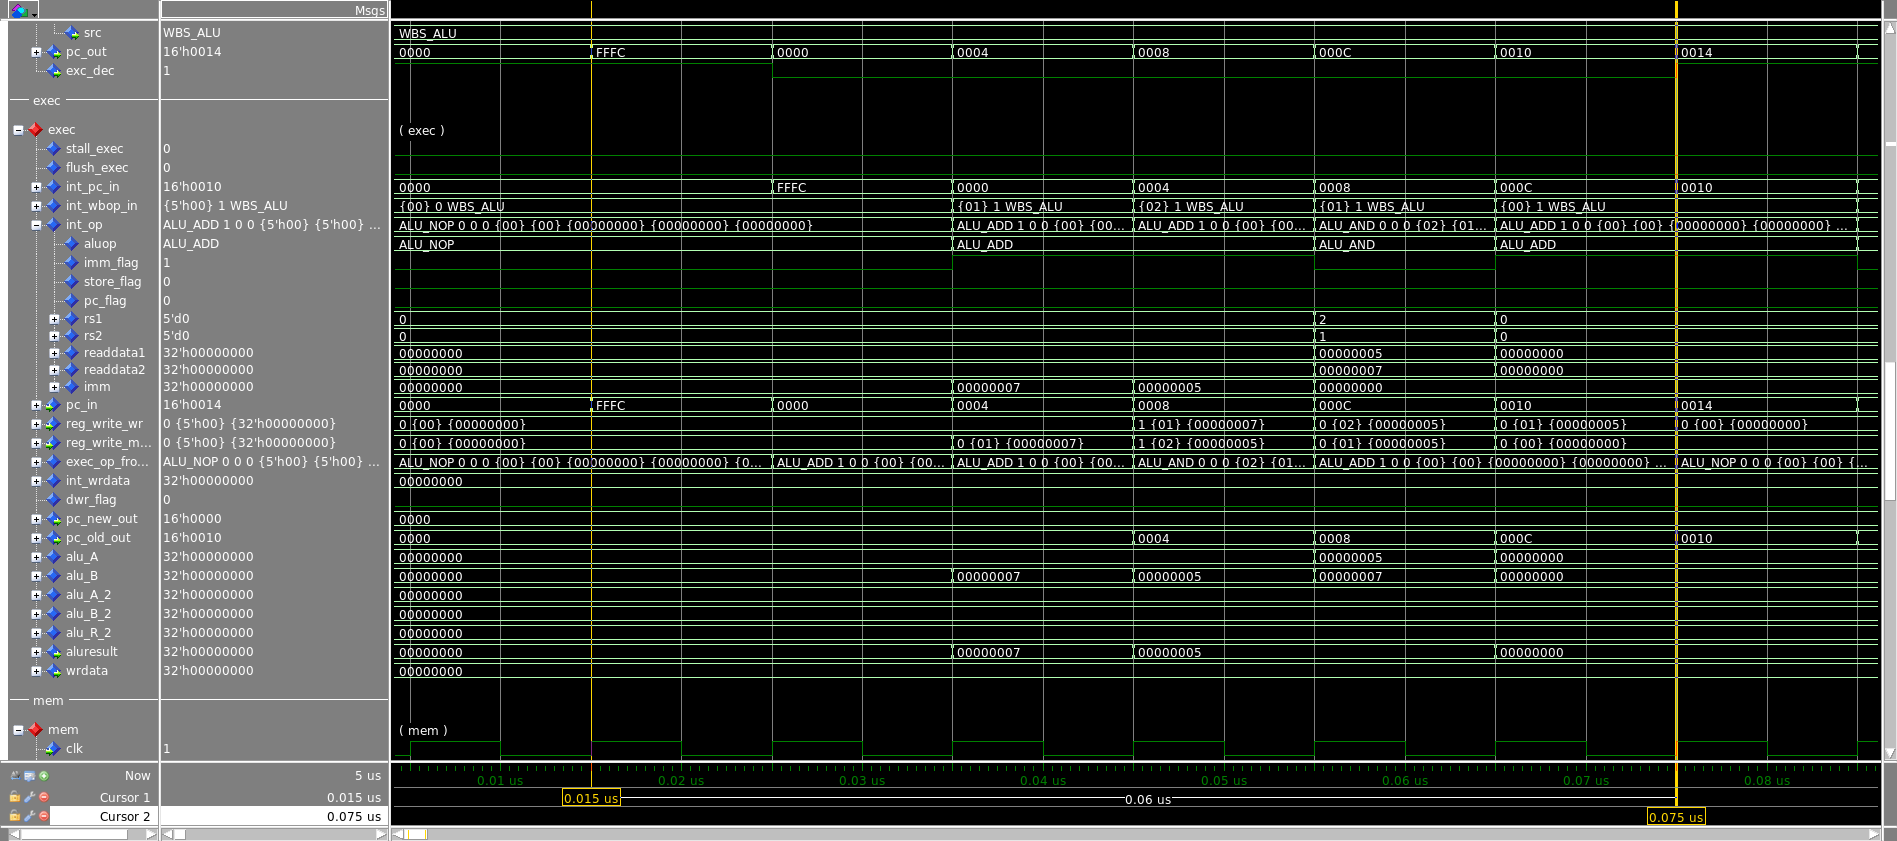 Msgs
src WBS_ALU WBS_ALU
pc_out 16'h0014 0000 FFFC 0000 0004 0008 000C 0010 0014
exc_dec 1
exec
exec ( exec )
stall_exec 0
flush_exec 0
int_pc_in 16'h0010 0000 FFFC 0000 0004 0008 000C 0010
int_wbop_in {5'h00} 1 WBS_ALU {00} 0 WBS_ALU {01} 1 WBS_ALU {02} 1 WBS_ALU {01} 1 WBS_ALU {00} 1 WBS_ALU
int_op ALU_ADD 1 0 0 {5'h00} {5'h00} ... ALU_NOP 0 0 0 {00} {00} {00000000} {00000000} {00000000} ALU_ADD 1 0 0 {00} {00... ALU_ADD 1 0 0 {00} {00... ALU_AND 0 0 0 {02} {01... ALU_ADD 1 0 0 {00} {00} {00000000} {00000000} ...
aluop ALU_ADD ALU_NOP ALU_ADD ALU_AND ALU_ADD
imm_flag 1
store_flag 0
pc_flag 0
rs1 5'd0 0 2 0
rs2 5'd0 0 1 0
readdata1 32'h00000000 00000000 00000005 00000000
readdata2 32'h00000000 00000000 00000007 00000000
imm 32'h00000000 00000000 00000007 00000005 00000000
pc_in 16'h0014 0000 FFFC 0000 0004 0008 000C 0010 0014
reg_write_wr 0 {5'h00} {32'h00000000} 0 {00} {00000000} 1 {01} {00000007} 0 {02} {00000005} 0 {01} {00000005} 0 {00} {00000000}
reg_write_m... 0 {5'h00} {32'h00000000} 0 {00} {00000000} 0 {01} {00000007} 1 {02} {00000005} 0 {01} {00000005} 0 {00} {00000000}
exec_op_fro... ALU_NOP 0 0 0 {5'h00} {5'h00} ... ALU_NOP 0 0 0 {00} {00} {00000000} {00000000} {0... ALU_ADD 1 0 0 {00} {00... ALU_ADD 1 0 0 {00} {00... ALU_AND 0 0 0 {02} {01... ALU_ADD 1 0 0 {00} {00} {00000000} {00000000} ... ALU_NOP 0 0 0 {00} {00} {...
int_wrdata 32'h00000000 00000000
dwr_flag 0
pc_new_out 16'h0000 0000
pc_old_out 16'h0010 0000 0004 0008 000C 0010
alu_A 32'h00000000 00000000 00000005 00000000
alu_B 32'h00000000 00000000 00000007 00000005 00000007 00000000
alu_A_2 32'h00000000 00000000
alu_B_2 32'h00000000 00000000
alu_R_2 32'h00000000 00000000
aluresult 32'h00000000 00000000 00000007 00000005 00000000
wrdata 32'h00000000 00000000
mem
mem ( mem )
clk 1
Now 5 us 0.01 us 0.02 us 0.03 us 0.04 us 0.05 us 0.06 us 0.07 us 0.08 us
Cursor 1 0.015 us 0.015 us 0.06 us
Cursor 2 0.075 us 0.075 us